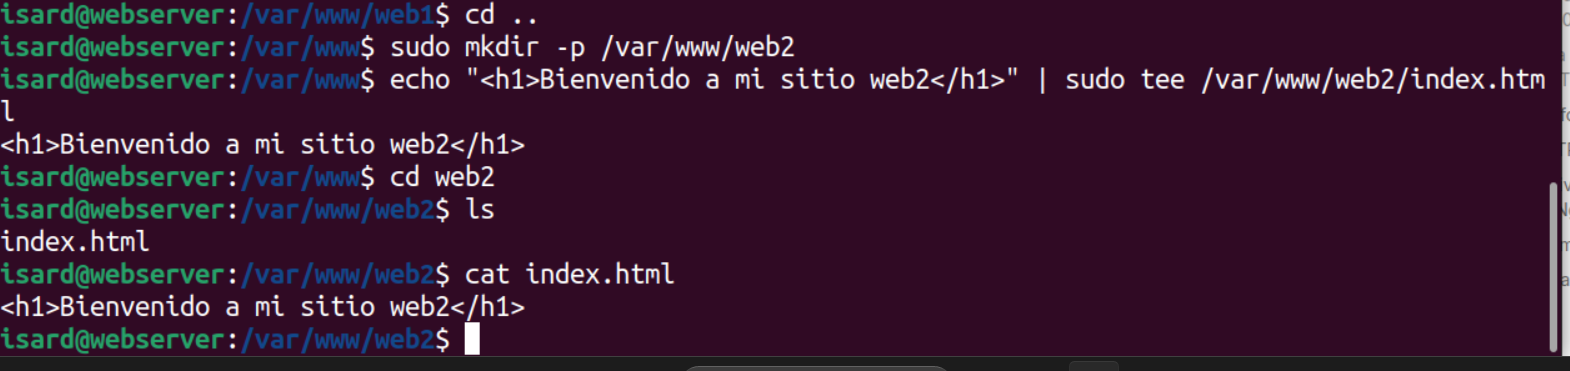 isard@webserver:/var/www/web1$ cd ..
isard@webserver:/var/www$ sudo mkdir -p /var/www/web2
isard@webserver:/var/www$ echo "<h1>Bienvenido a mi sitio web2</h1>" | sudo tee /var/www/web2/index.htm
l
<h1>Bienvenido a mi sitio web2</h1>
isard@webserver:/var/www$ cd web2
isard@webserver:/var/www/web2$ ls
index.html
isard@webserver:/var/www/web2$ cat index.html
<h1>Bienvenido a mi sitio web2</h1>
isard@webserver:/var/www/web2$